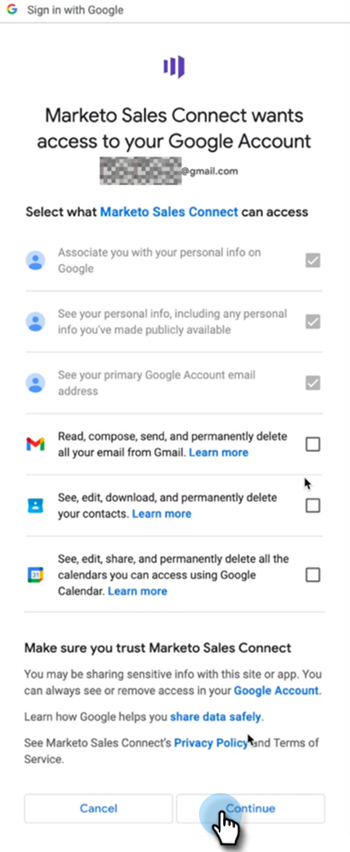 Sign in with Google
Marketo Sales Connect wants
access to your Google Account
@gmail.com
Select what Marketo Sales Connect can access
Associate you with your personal info on
Google
See your personal info, including any personal
info you've made publicly available
See your primary Google Account email
address
Read, compose, send, and permanently delete
all your email from Gmail. Learn more
See, edit, download, and permanently delete
your contacts. Learn more
See, edit, share, and permanently delete all the
calendars you can access using Google
Calendar. Learn more
31
Make sure you trust Marketo Sales Connect
You may be sharing sensitive info with this site or app. You
can always see or remove access in your Google Account.
Learn how Google helps you share data safely.
See Marketo Sales Connect's Privacy Policy and Terms of
Service.
Cancel
Continue